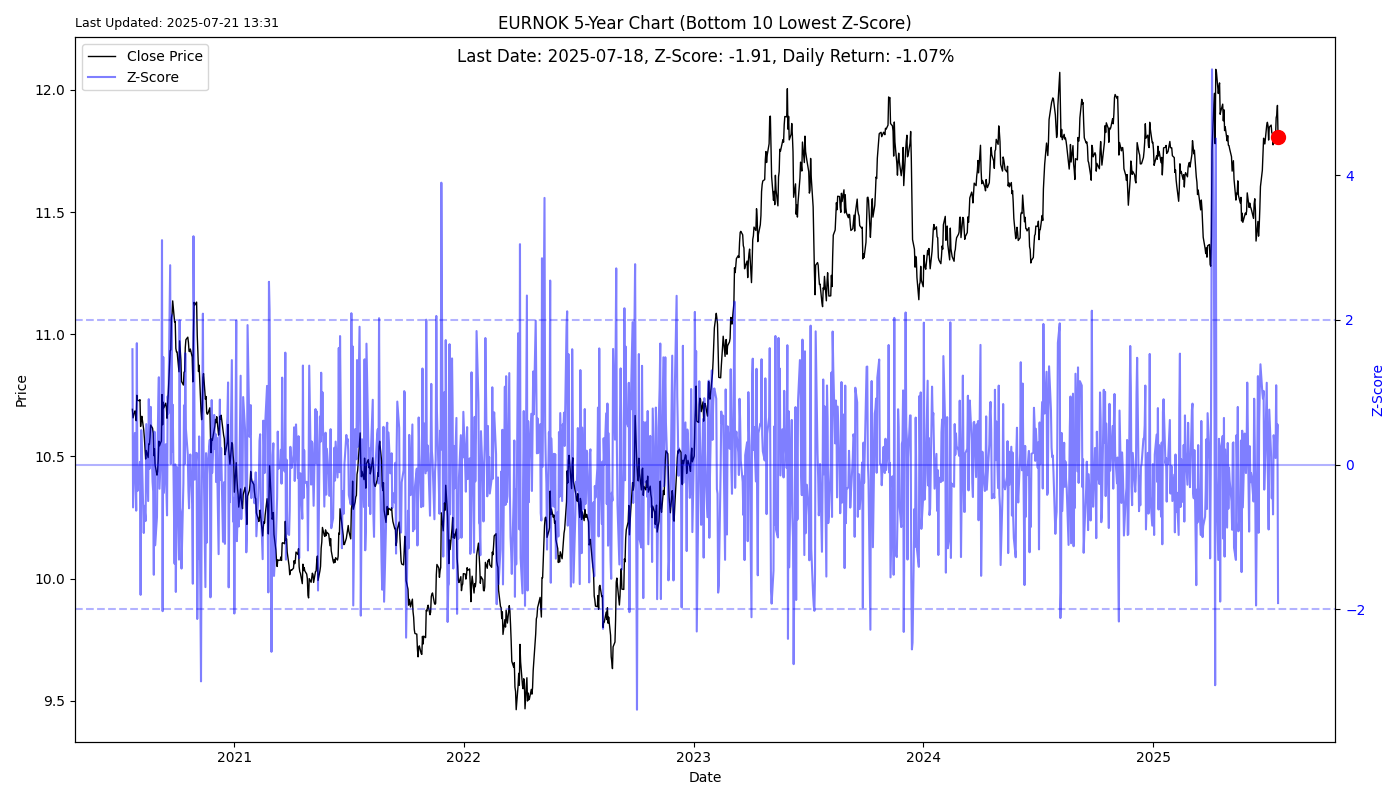 Last Updated: 2025-07-21 13:31
EURNOK 5-Year Chart (Bottom 10 Lowest Z-Score)
Last Date: 2025-07-18, Z-Score: -1.91, Daily Return: -1.07%
Close Price
Z-Score
Price
12.0
11.5
11.0
10.5
10.0
9.5
4
2
0
−2
Z-Score
2021
2022
2023
2024
2025
Date